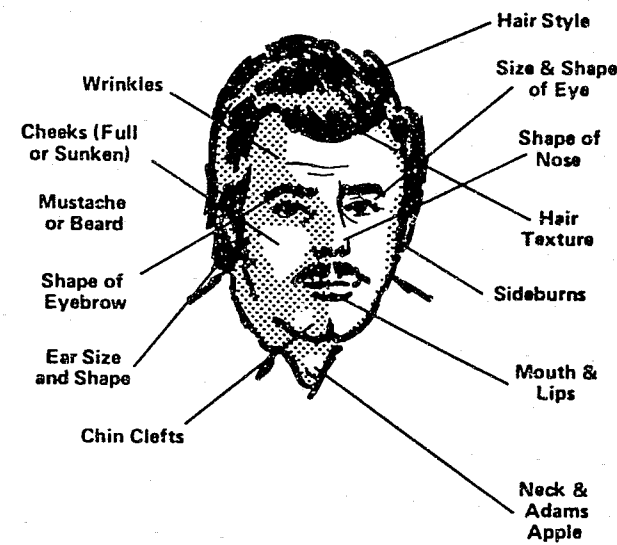 Hair Style
Wrinkles
Size & Shape
of Eye
Cheeks (Full
or Sunken)
Shape of
Nose
Mustache
or Beard
Hair
Texture
Shape of
Eyebrow
Sideburns
Ear Size
and Shape
Mouth &
Lips
Chin Clefts
Neck &
Adams
Apple